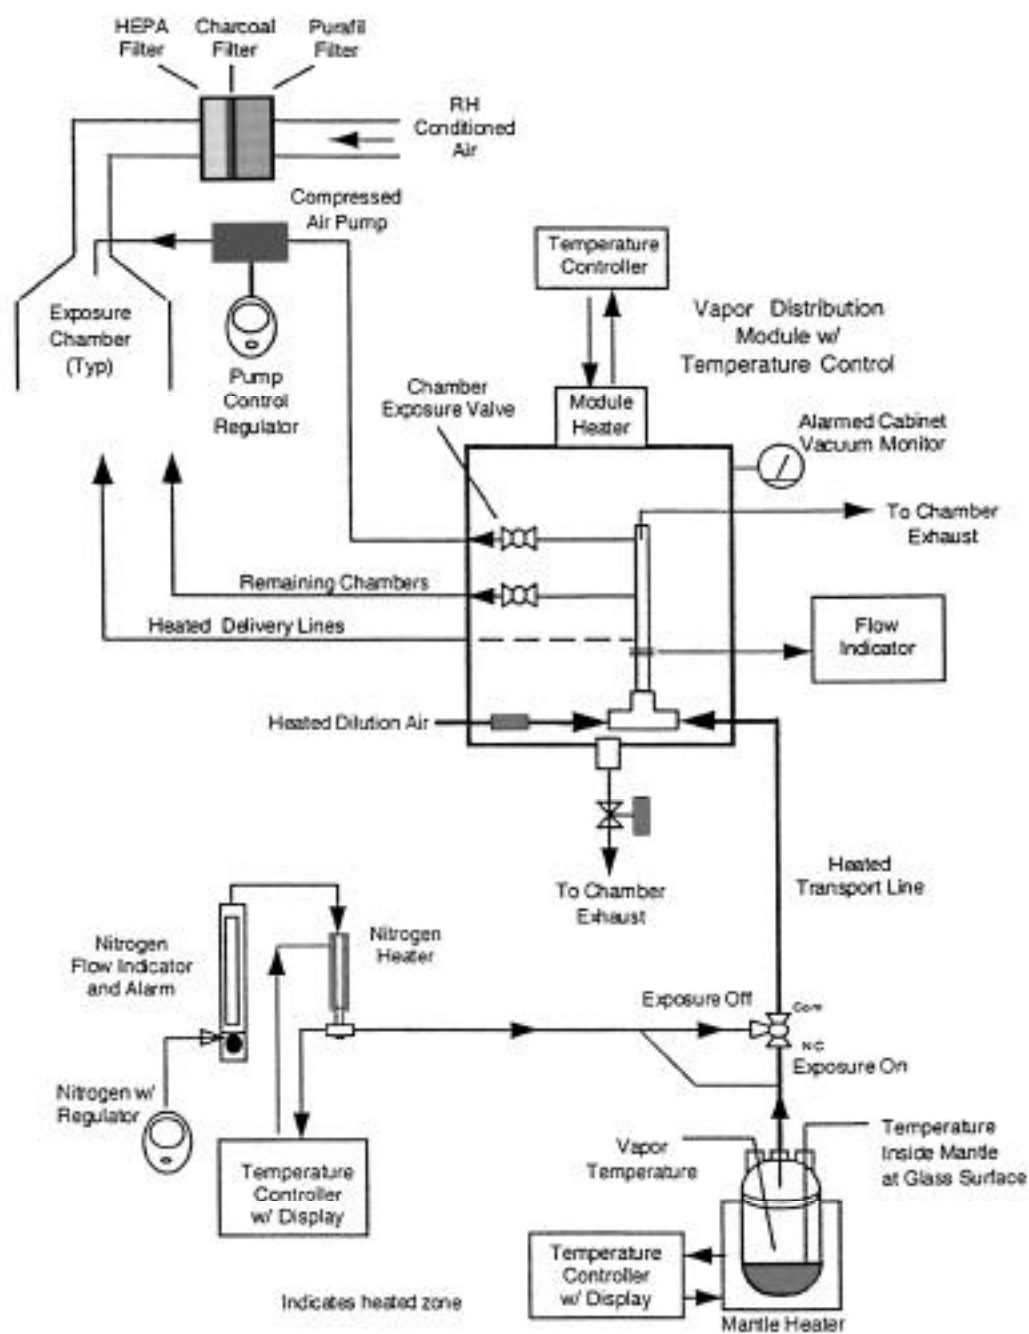 HEPA
Filter
Charcoal
Filter
Purafil
Filter
RH
Conditioned
Air
Compressed
Air Pump
Exposure
Chamber
(Typ)
Pump
Control
Regulator
Temperature
Controller
Vapor Distribution
Module w/
Temperature Control
Chamber
Exposure Valve
Module
Heater
Alarmed Cabinet
Vacuum Monitor
To Chamber
Exhaust
Remaining Chambers
Heated Delivery Lines
Flow
Indicator
Heated Dilution Air
To Chamber
Exhaust
Heated
Transport Line
Nitrogen
Flow Indicator
and Alarm
Nitrogen
Heater
Exposure Off
Com
NC
Exposure On
Nitrogen w/
Regulator
Temperature
Controller
w/ Display
Vapor
Temperature
Temperature
Inside Mantle
at Glass Surface
Temperature
Controller
w/ Display
Indicates heated zone
Mantle Heater